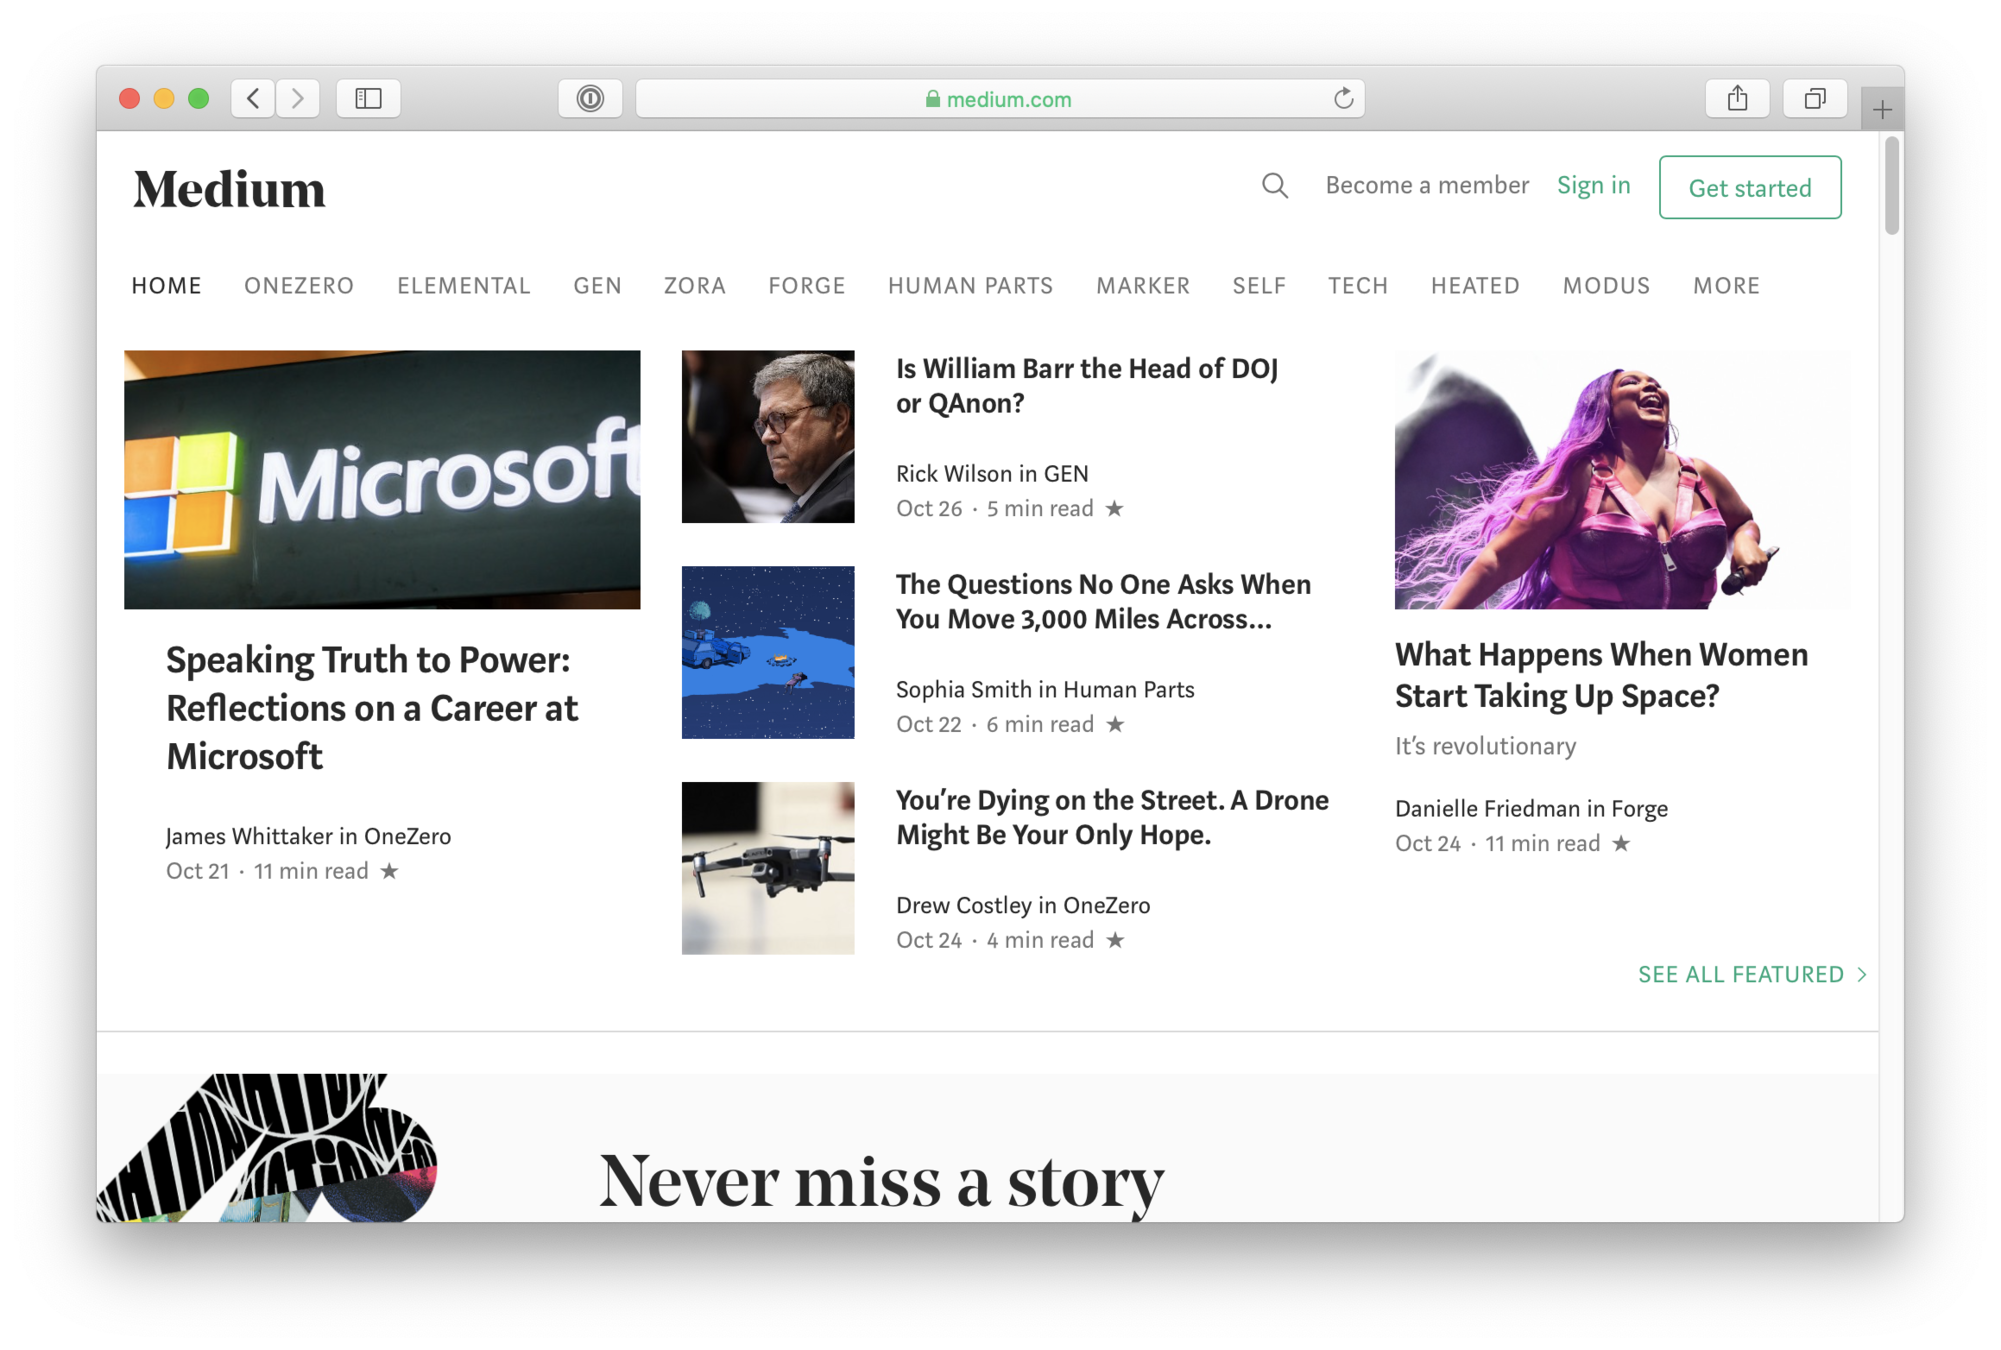 medium.com
Medium
Become a member
Sign in
Get started
HOME ONEZERO ELEMENTAL GEN ZORA FORGE HUMAN PARTS MARKER SELF TECH HEATED MODUS MORE
Microsoft
Speaking Truth to Power:
Reflections on a Career at
Microsoft
James Whittaker in OneZero
Oct 21 · 11 min read ★
Is William Barr the Head of DOJ
or QAnon?
Rick Wilson in GEN
Oct 26 · 5 min read ★
The Questions No One Asks When
You Move 3,000 Miles Across...
Sophia Smith in Human Parts
Oct 22 · 6 min read ★
You’re Dying on the Street. A Drone
Might Be Your Only Hope.
Drew Costley in OneZero
Oct 24 · 4 min read ★
What Happens When Women
Start Taking Up Space?
It’s revolutionary
Danielle Friedman in Forge
Oct 24 · 11 min read ★
SEE ALL FEATURED
Never miss a story